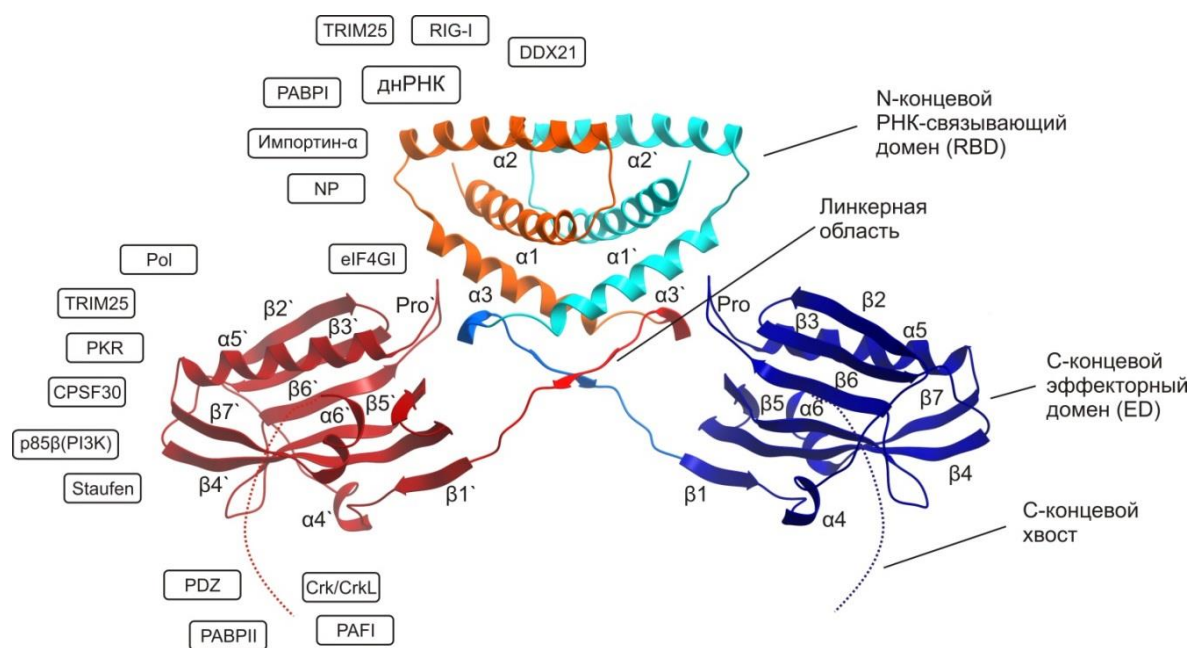 TRIM25
RIG-I
DDX21
PABPI
днРНК
Импортин-α
NP
N-концевой
РНК-связывающий
домен (RBD)
α2
α2`
Линкерная
область
α1
α1`
Pol
eIF4GI
α3
α3`
TRIM25
PKR
CPSF30
p85β(PI3K)
Staufen
β2`
Pro`
α5`
β3`
β6`
β7`
α6`
β5`
β4`
α4`
β1`
Pro
β2
β3
α5
β6
β7
β5
α6
β4
β1
α4
С-концевой
эффекторный
домен (ED)
С-концевой
хвост
PDZ
Crk/CrkL
PABPII
PAFI